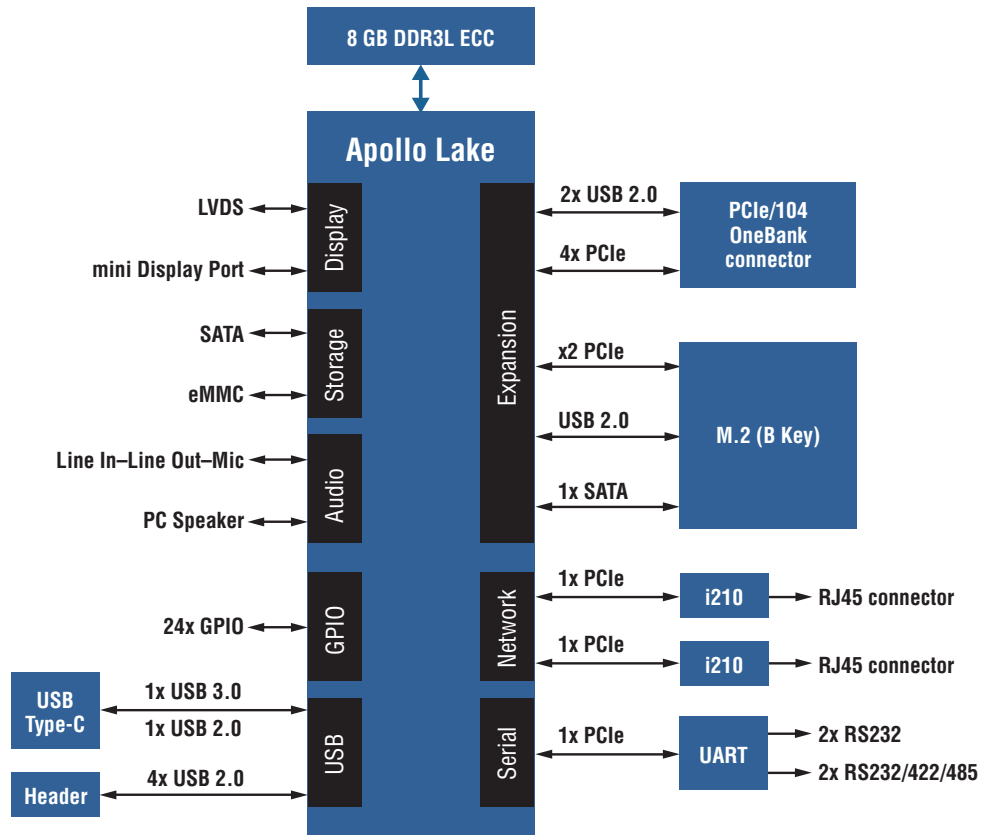 8 GB DDR3L ECC
Apollo Lake
LVDS
mini Display Port
Display
SATA
eMMC
Storage
Line In–Line Out–Mic
PC Speaker
Audio
24x GPIO
GPIO
USB
Type-C
1x USB 3.0
1x USB 2.0
Header
4x USB 2.0
USB
Expansion
2x USB 2.0
4x PCIe
PCIe/104
OneBank
connector
x2 PCIe
USB 2.0
1x SATA
M.2 (B Key)
Network
1x PCIe
i210
RJ45 connector
1x PCIe
i210
RJ45 connector
Serial
1x PCIe
UART
2x RS232
2x RS232/422/485